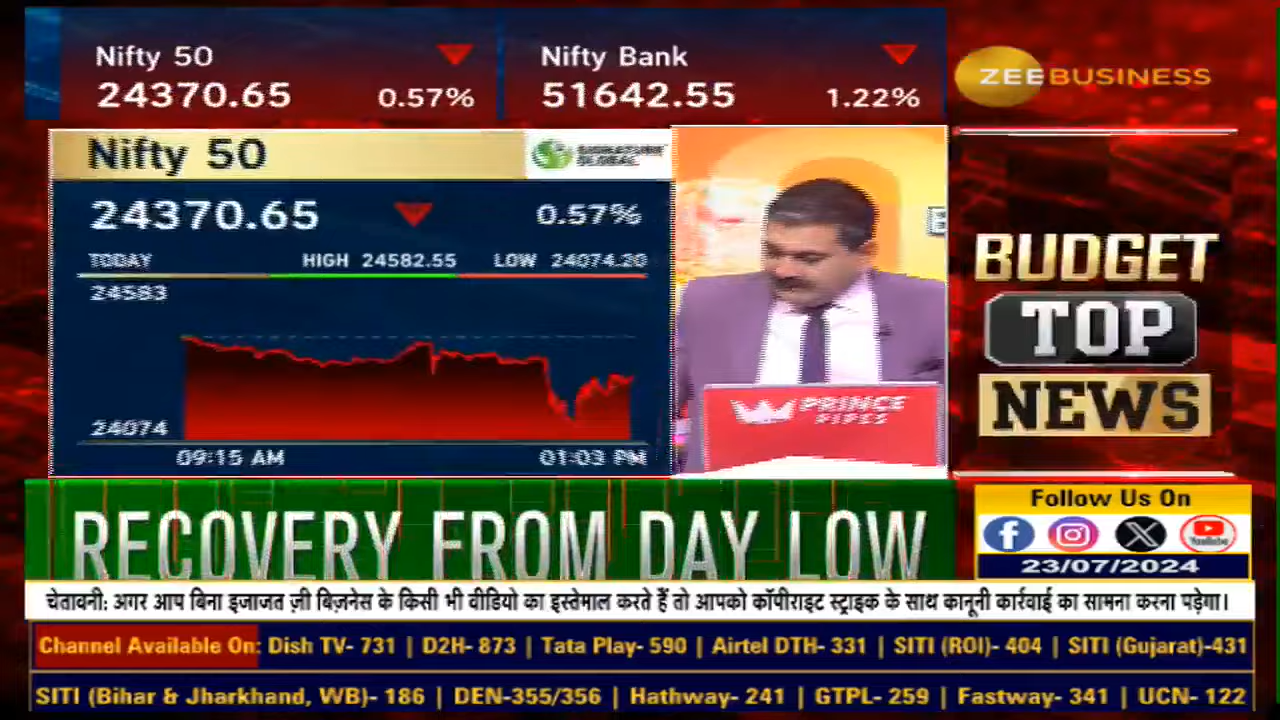 Nifty 50
24370.65 0.57%
Nifty Bank
51642.55 1.22%
ZEEBUSINESS
Nifty 50
SIGNATURE
GLOBAL
24370.65 0.57%
TODAY HIGH 24582.55 LOW 24074.20
24583
24074
09:15 AM 01:03 PM
PRINCE
PIPES
BUDGET
TOP
NEWS
RECOVERY FROM DAY LOW
Follow Us On
YouTube
23/07/2024
चेतावनी: अगर आप बिना इजाजत ज़ी बिज़नेस के किसी भी वीडियो का इस्तेमाल करते हैं तो आपको कॉपीराइट स्ट्राइक के साथ कानूनी कार्रवाई का सामना करना पड़ेगा।
Channel Available On: Dish TV- 731 | D2H- 873 | Tata Play- 590 | Airtel DTH- 331 | SITI (ROI)- 404 | SITI (Gujarat)-431
SITI (Bihar & Jharkhand, WB)- 186 | DEN-355/356 | Hathway- 241 | GTPL- 259 | Fastway- 341 | UCN- 122